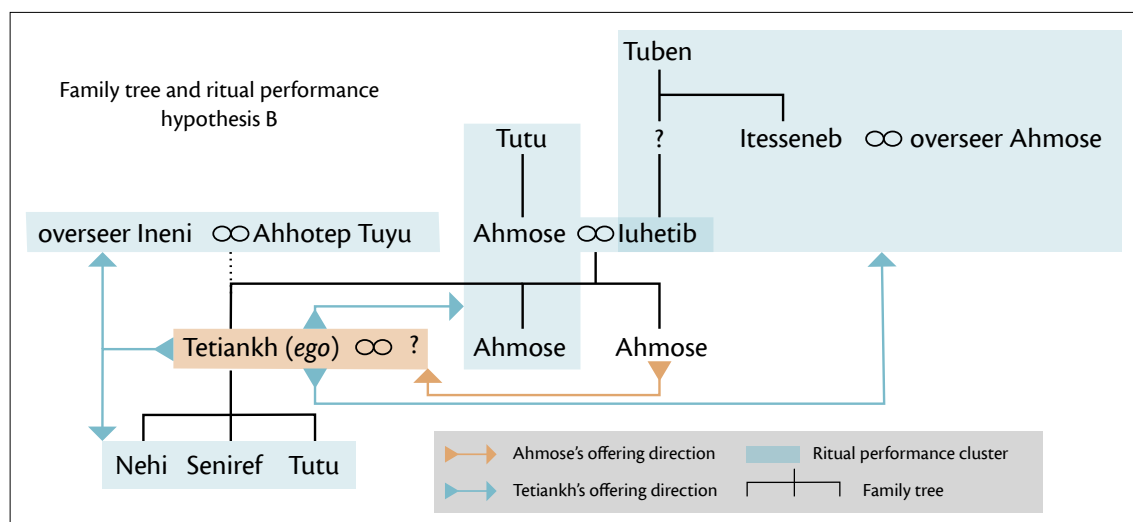 Family tree and ritual performance
hypothesis B
Tuben
Tutu ? Itesseneb ∞ overseer Ahmose
overseer Ineni ∞ Ahhotep Tuyu Ahmose ∞ Iuhetib
Tetiankh (ego) ∞ ? Ahmose Ahmose
Nehi Seniref Tutu
Ahmose's offering direction Ritual performance cluster
Tetiankh's offering direction Family tree